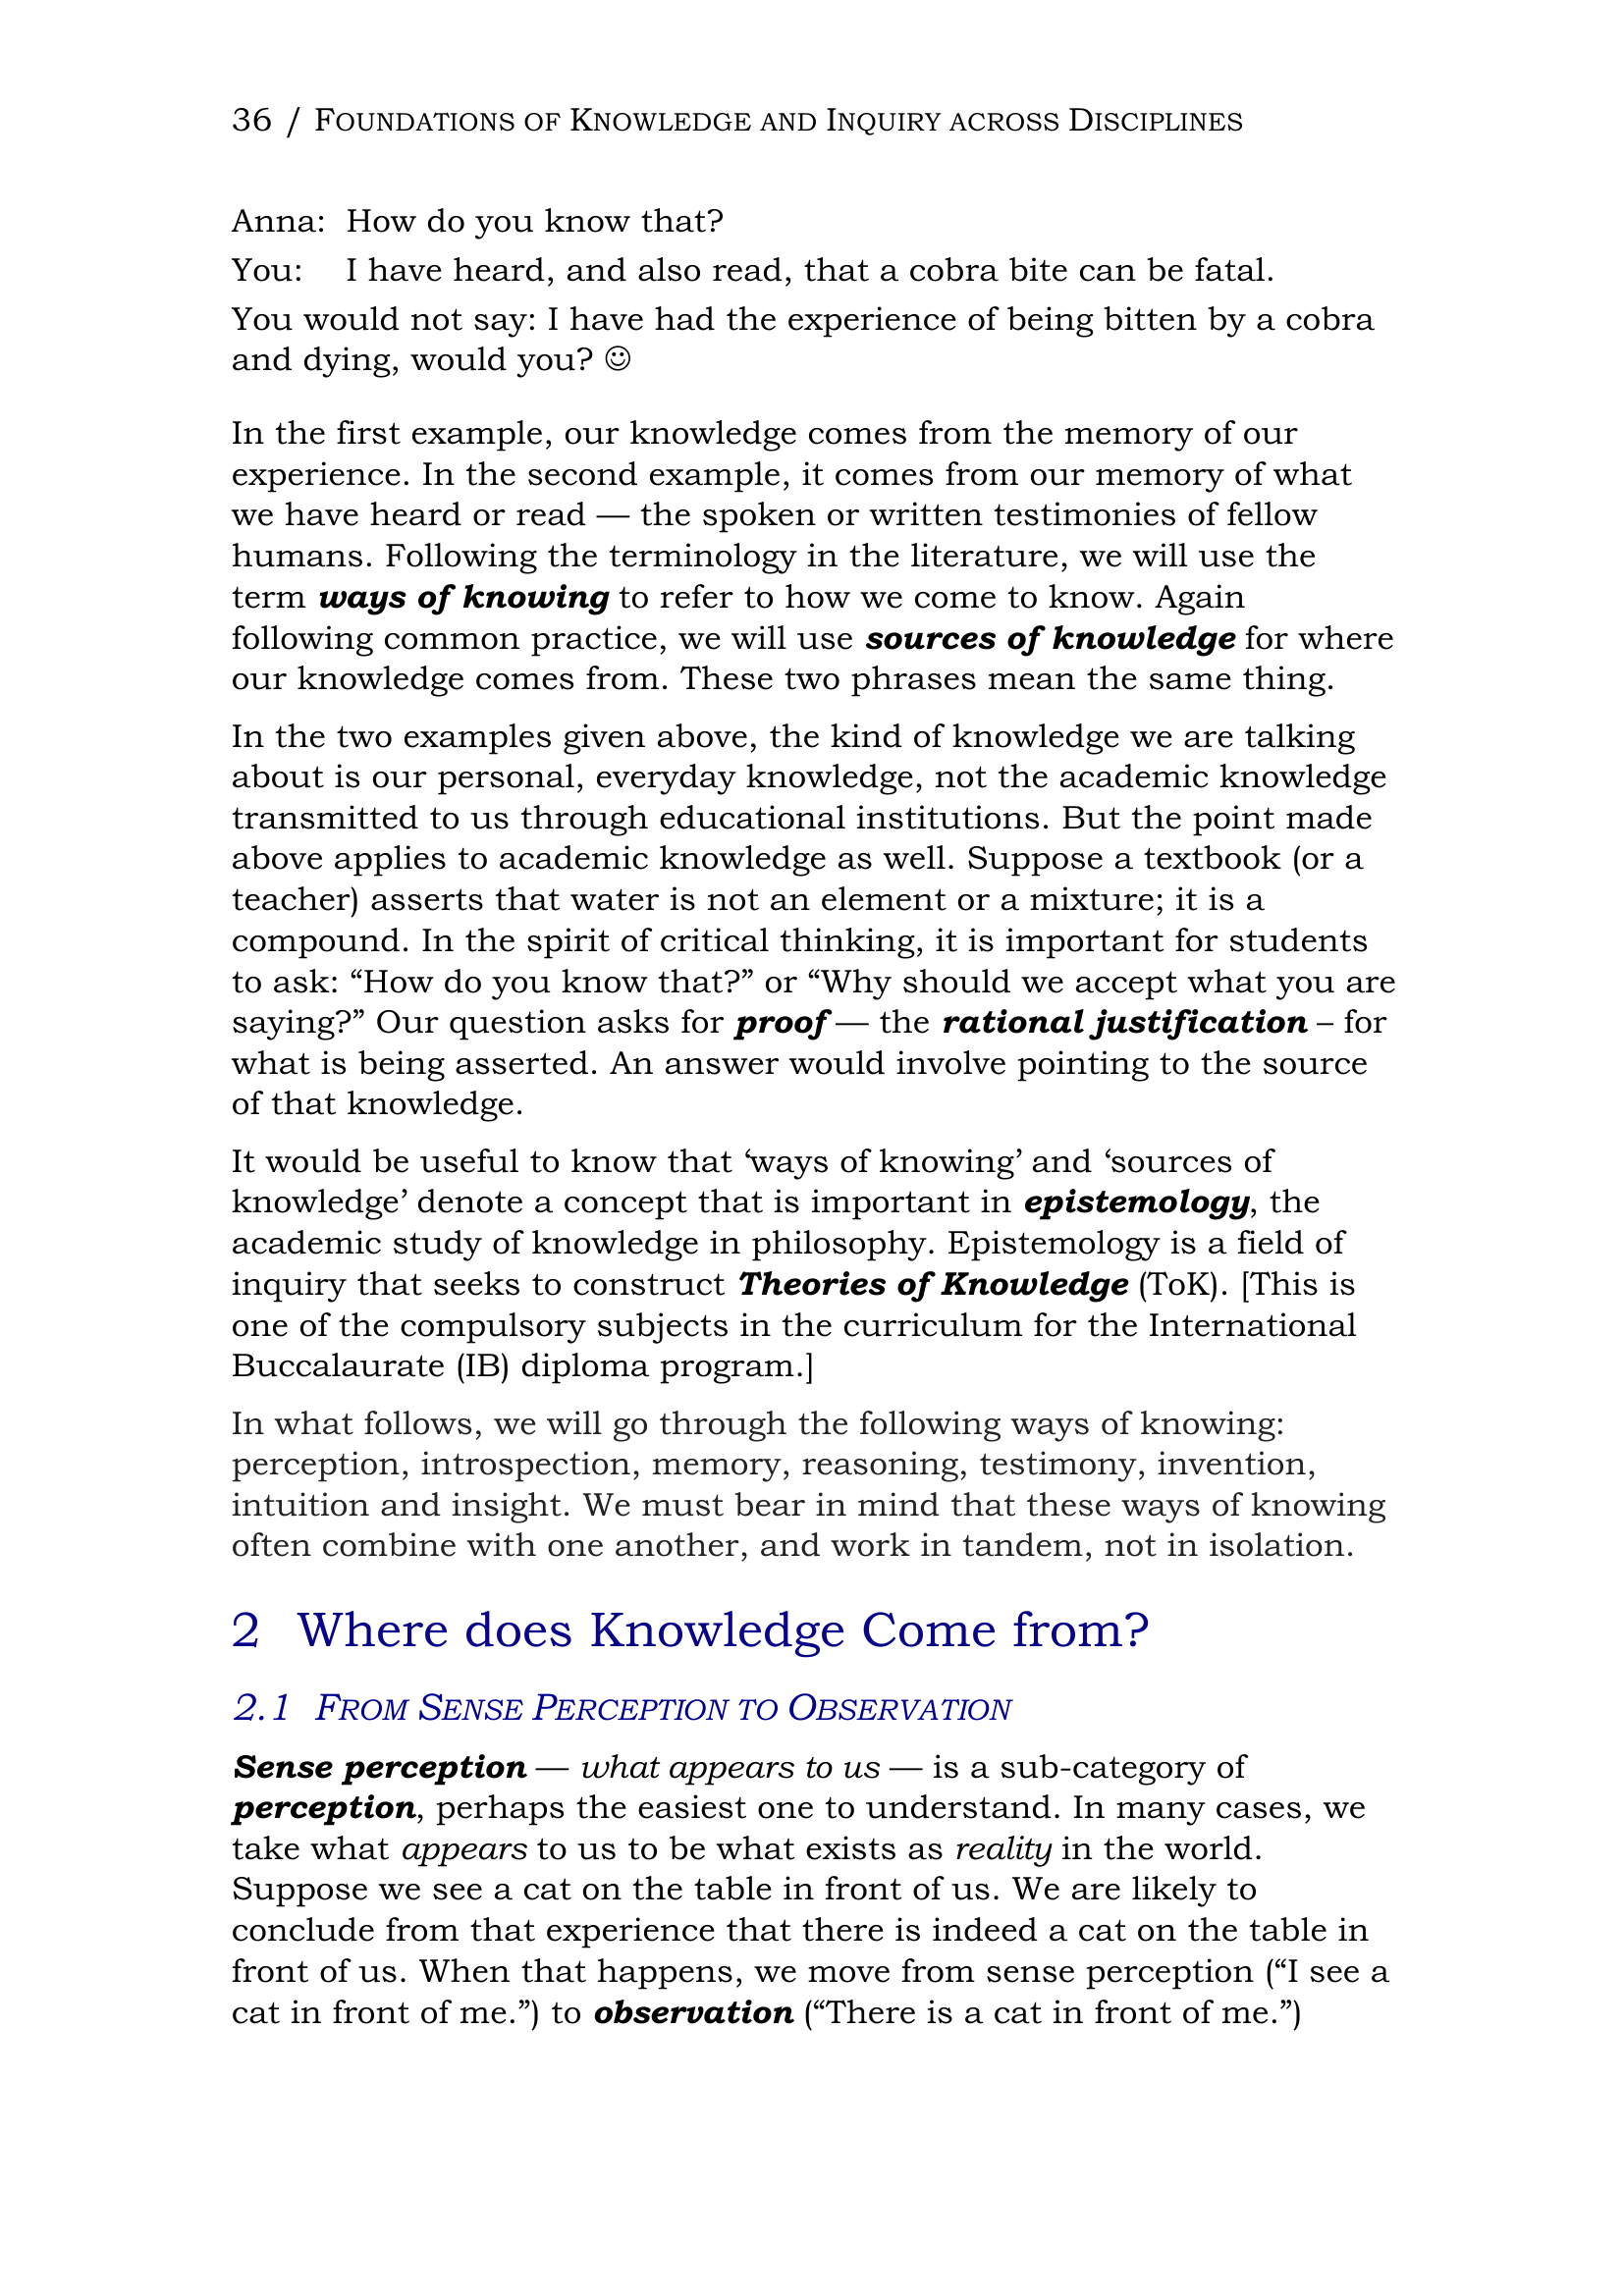 36 / FOUNDATIONS OF KNOWLEDGE AND INQUIRY ACROSS DISCIPLINES
Anna: How do you know that?
You: I have heard, and also read, that a cobra bite can be fatal.
You would not say: I have had the experience of being bitten by a cobra
and dying, would you? ☺
In the first example, our knowledge comes from the memory of our
experience. In the second example, it comes from our memory of what
we have heard or read — the spoken or written testimonies of fellow
humans. Following the terminology in the literature, we will use the
term ways of knowing to refer to how we come to know. Again
following common practice, we will use sources of knowledge for where
our knowledge comes from. These two phrases mean the same thing.
In the two examples given above, the kind of knowledge we are talking
about is our personal, everyday knowledge, not the academic knowledge
transmitted to us through educational institutions. But the point made
above applies to academic knowledge as well. Suppose a textbook (or a
teacher) asserts that water is not an element or a mixture; it is a
compound. In the spirit of critical thinking, it is important for students
to ask: “How do you know that?” or “Why should we accept what you are
saying?” Our question asks for proof — the rational justification – for
what is being asserted. An answer would involve pointing to the source
of that knowledge.
It would be useful to know that ‘ways of knowing’ and ‘sources of
knowledge’ denote a concept that is important in epistemology, the
academic study of knowledge in philosophy. Epistemology is a field of
inquiry that seeks to construct Theories of Knowledge (ToK). [This is
one of the compulsory subjects in the curriculum for the International
Buccalaurate (IB) diploma program.]
In what follows, we will go through the following ways of knowing:
perception, introspection, memory, reasoning, testimony, invention,
intuition and insight. We must bear in mind that these ways of knowing
often combine with one another, and work in tandem, not in isolation.
2 Where does Knowledge Come from?
2.1 FROM SENSE PERCEPTION TO OBSERVATION
Sense perception — what appears to us — is a sub-category of
perception, perhaps the easiest one to understand. In many cases, we
take what appears to us to be what exists as reality in the world.
Suppose we see a cat on the table in front of us. We are likely to
conclude from that experience that there is indeed a cat on the table in
front of us. When that happens, we move from sense perception (“I see a
cat in front of me.”) to observation (“There is a cat in front of me.”)